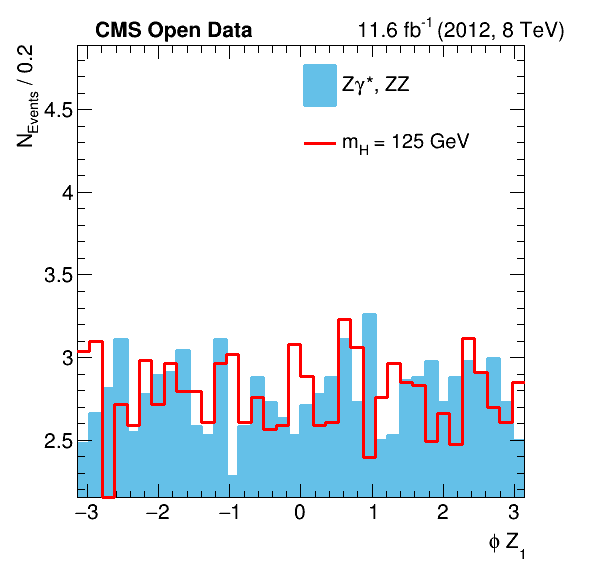 CMS Open Data 11.6 fb⁻¹ (2012, 8 TeV)
N_Events / 0.2
Zγ*, ZZ
m_H = 125 GeV
4.5
4
3.5
3
2.5
−3 −2 −1 0 1 2 3
ϕ Z₁